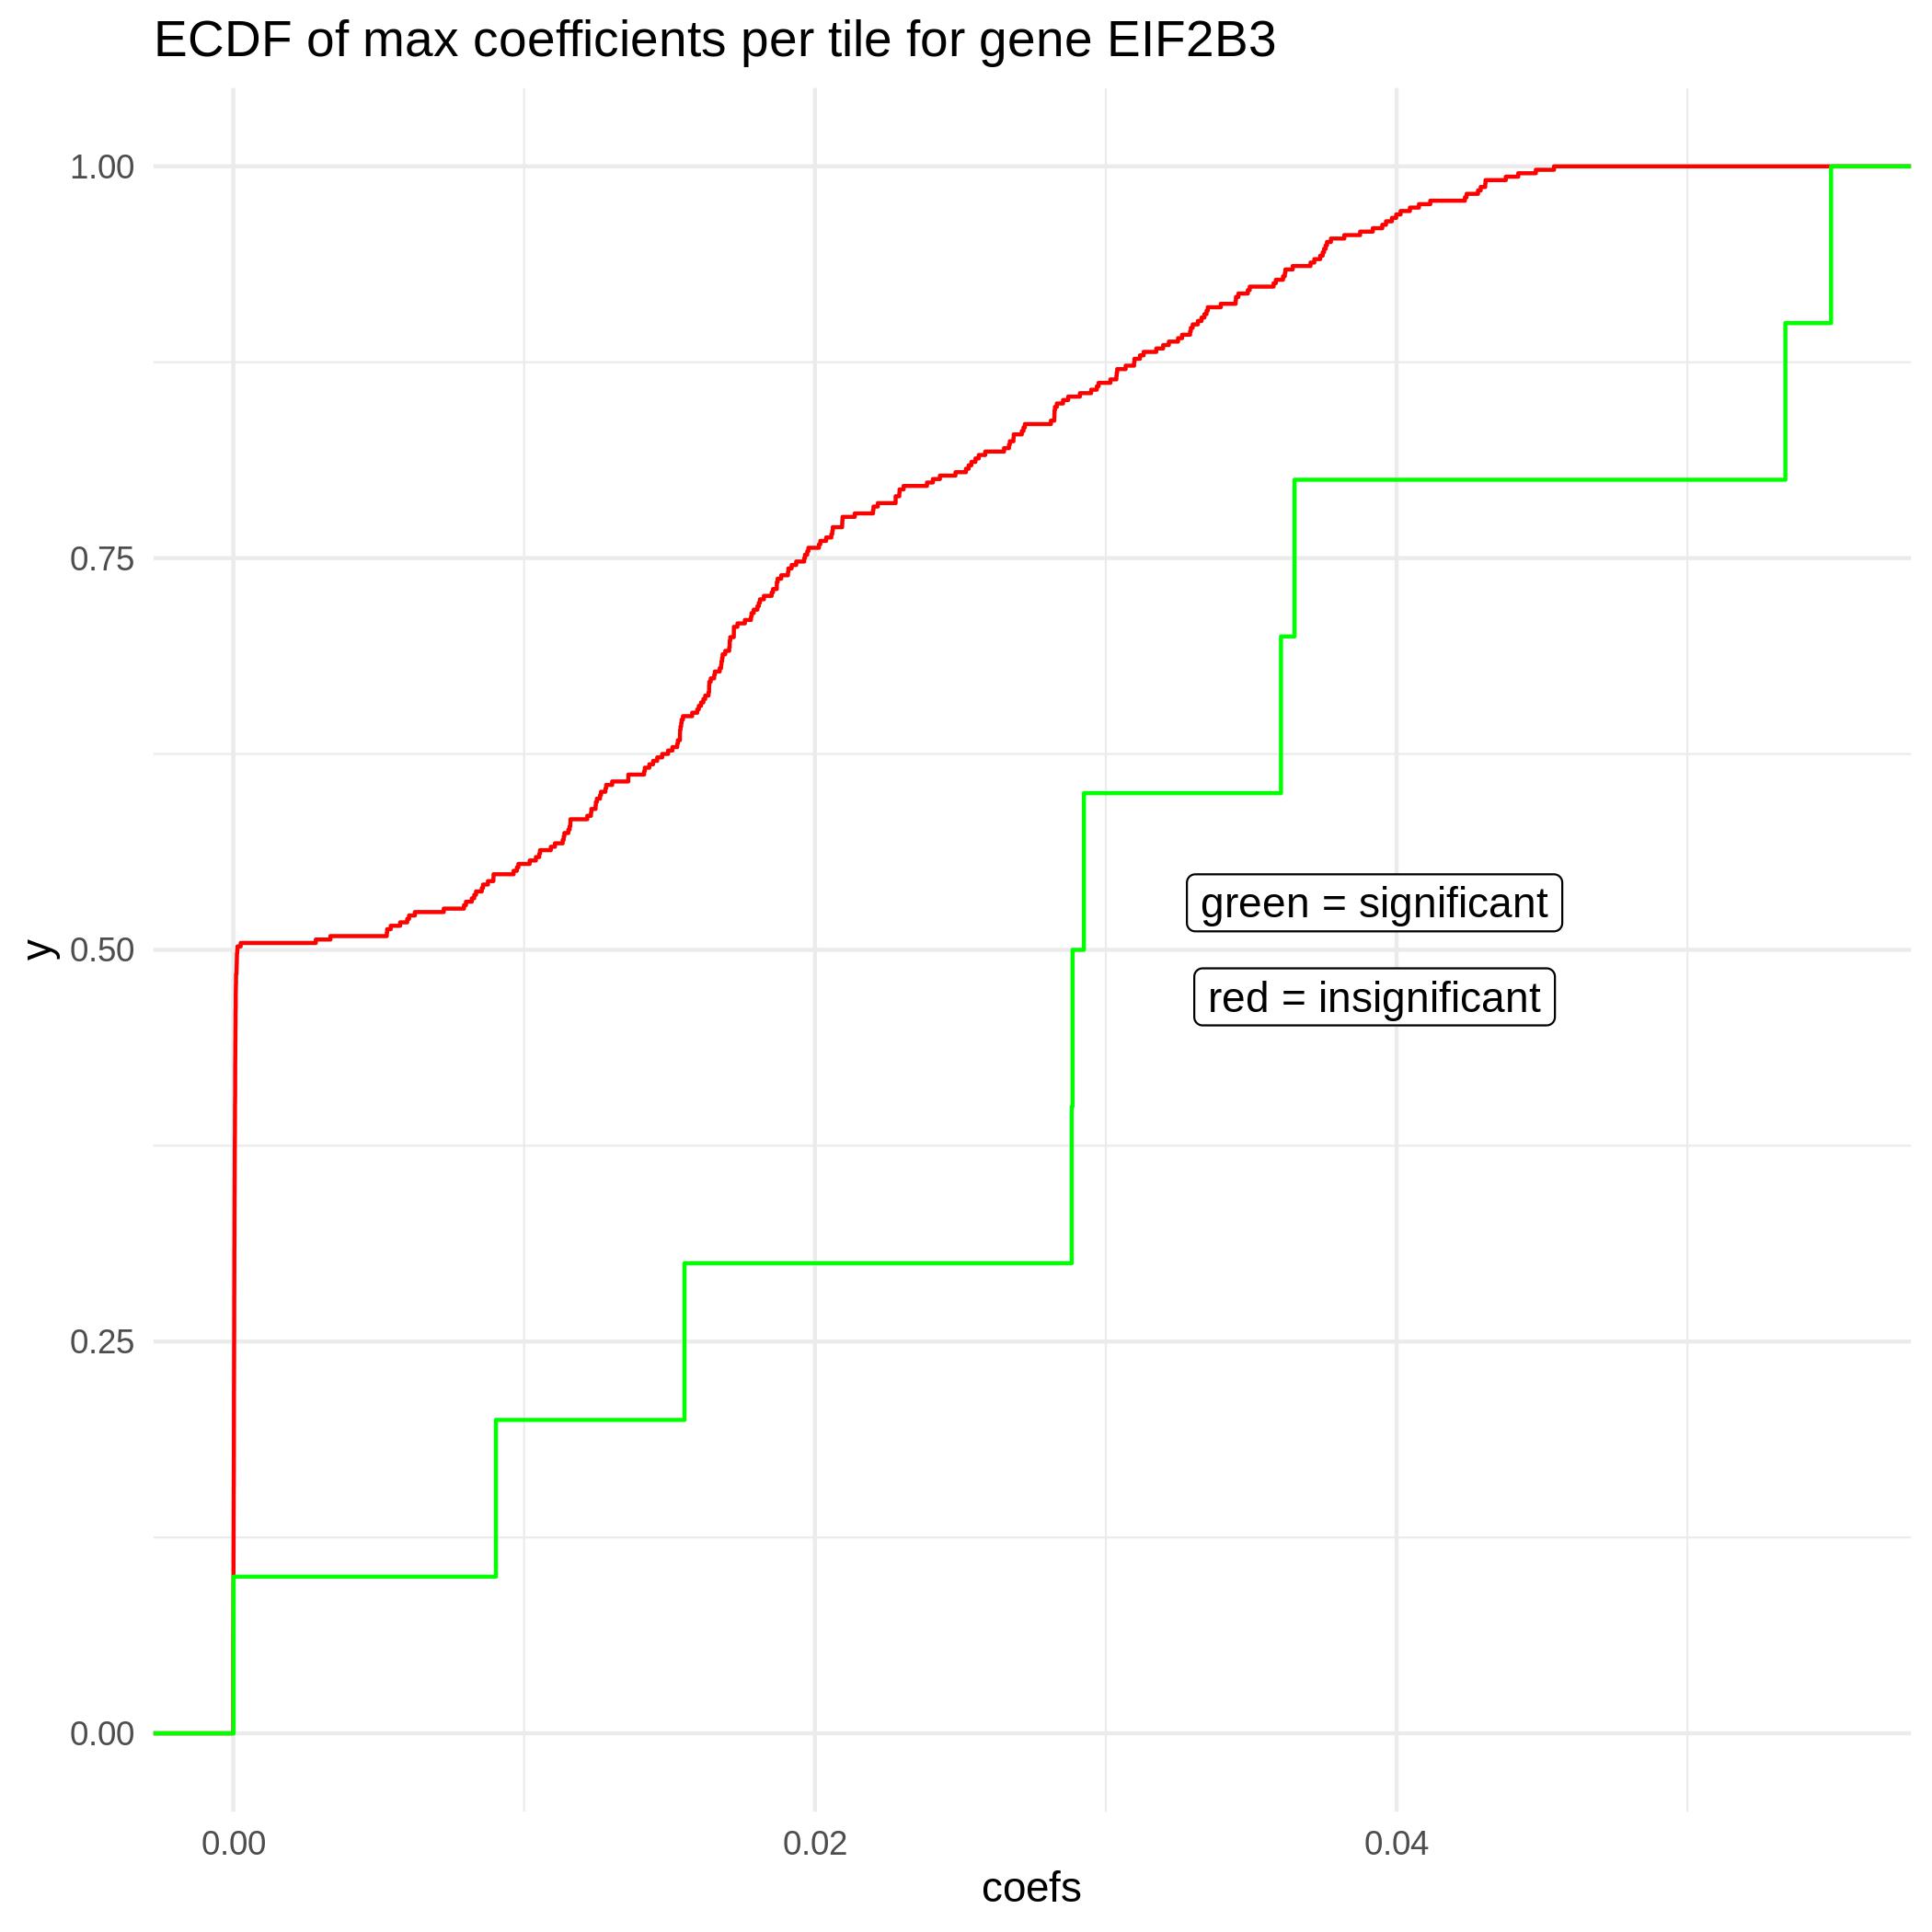 ECDF of max coefficients per tile for gene EIF2B3
1.00
0.75
0.50
0.25
0.00
y
green = significant
red = insignificant
0.00 0.02 0.04
coefs